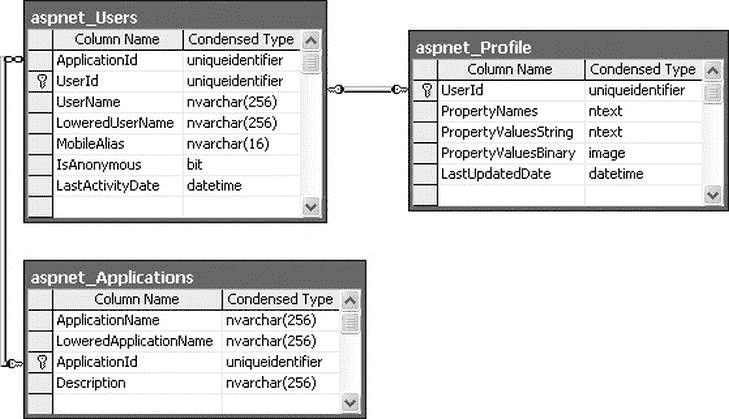 aspnet_Users
Column Name Condensed Type
ApplicationId uniqueidentifier
UserId uniqueidentifier
UserName nvarchar(256)
LoweredUserName nvarchar(256)
MobileAlias nvarchar(16)
IsAnonymous bit
LastActivityDate datetime
aspnet_Profile
Column Name Condensed Type
UserId uniqueidentifier
PropertyNames ntext
PropertyValuesString ntext
PropertyValuesBinary image
LastUpdatedDate datetime
aspnet_Applications
Column Name Condensed Type
ApplicationName nvarchar(256)
LoweredApplicationName nvarchar(256)
ApplicationId uniqueidentifier
Description nvarchar(256)